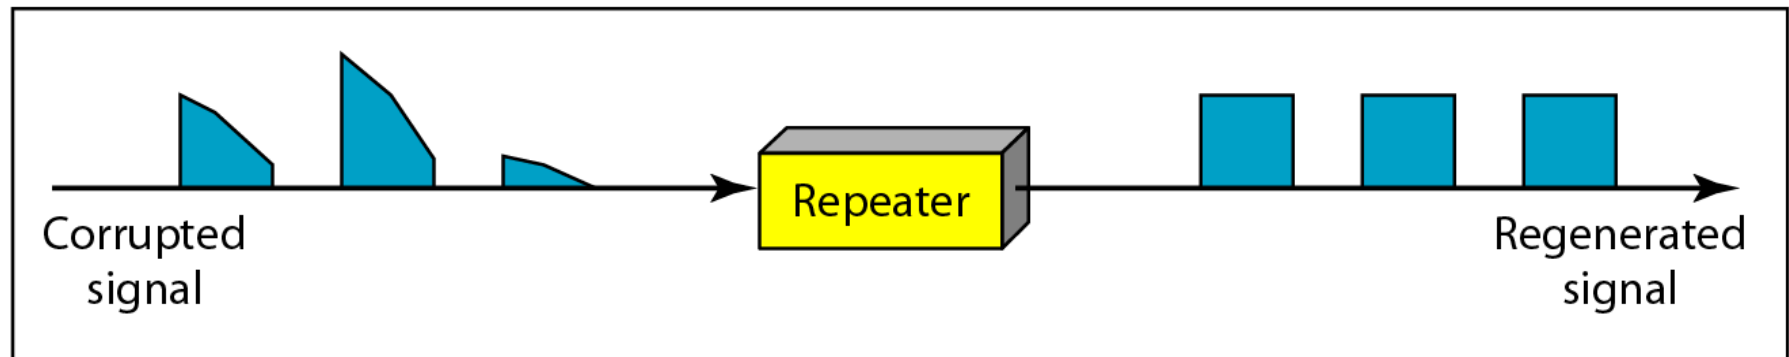 Corrupted
signal
Repeater
Regenerated
signal